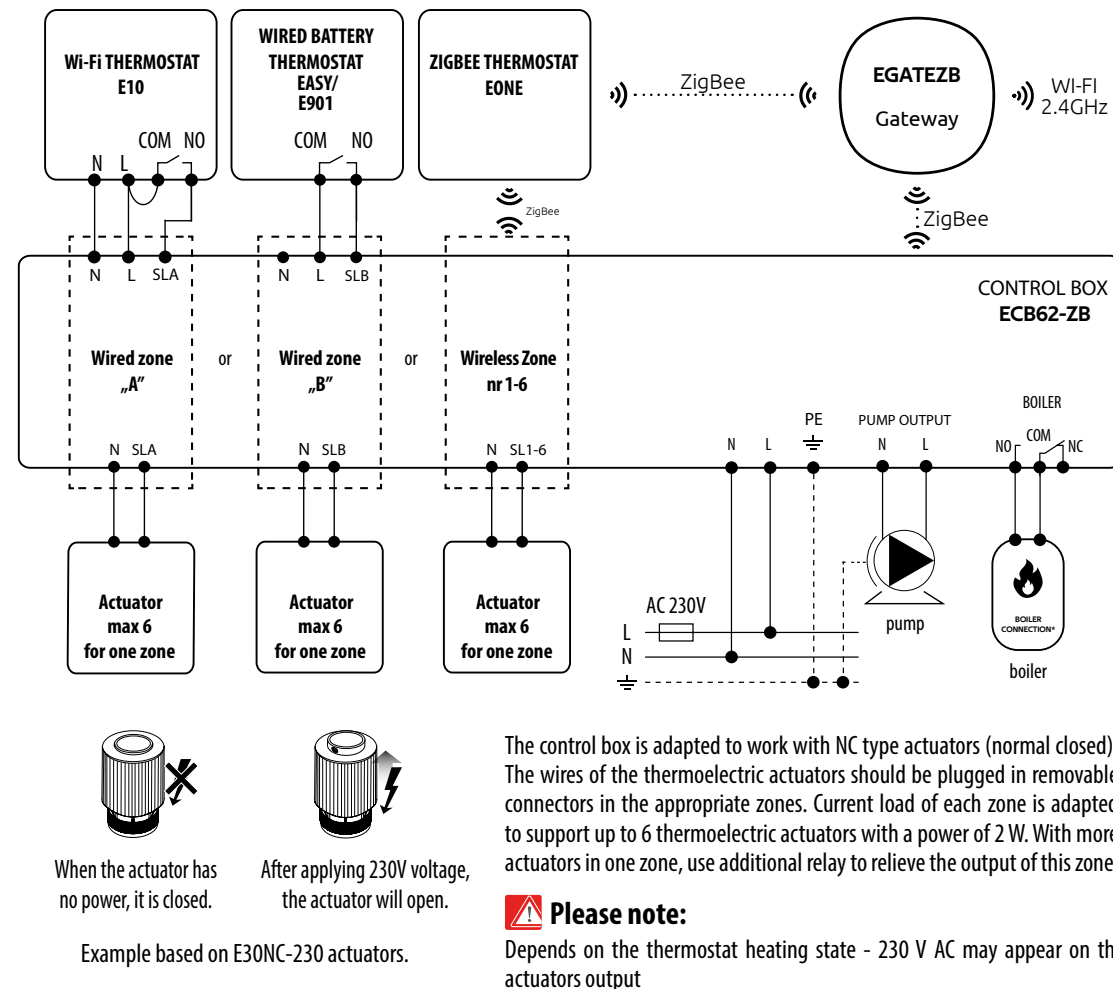 Wi-Fi THERMOSTAT
E10
COM NO
N L
WIRED BATTERY
THERMOSTAT
EASY/
E901
COM NO
ZIGBEE THERMOSTAT
EONE
ZigBee
EGATEZB
Gateway
WI-FI
2.4GHz
ZigBee
ZigBee
N L SLA
N L SLB
CONTROL BOX
ECB62-ZB
Wired zone
„A”
or
Wired zone
„B”
or
Wireless Zone
nr 1-6
N SLA
N SLB
N SL1-6
N L
PE
PUMP OUTPUT
N L
BOILER
NO COM NC
Actuator
max 6
for one zone
Actuator
max 6
for one zone
Actuator
max 6
for one zone
AC 230V
L
N
pump
BOILER
CONNECTION*
boiler
When the actuator has
no power, it is closed.
After applying 230V voltage,
the actuator will open.
Example based on E30NC-230 actuators.
The control box is adapted to work with NC type actuators (normal closed)
The wires of the thermoelectric actuators should be plugged in removable
connectors in the appropriate zones. Current load of each zone is adapted
to support up to 6 thermoelectric actuators with a power of 2 W. With more
actuators in one zone, use additional relay to relieve the output of this zone
Please note:
Depends on the thermostat heating state - 230 V AC may appear on th
actuators output